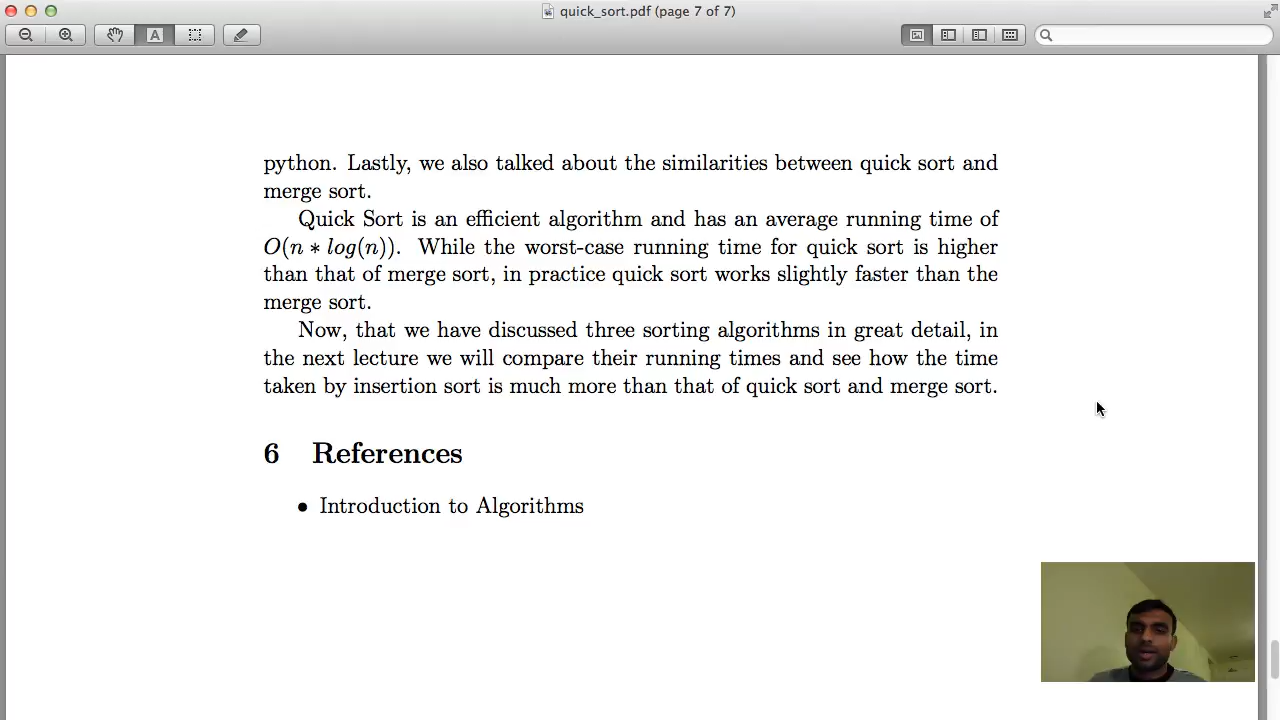 quick_sort.pdf (page 7 of 7)
python. Lastly, we also talked about the similarities between quick sort and
merge sort.
Quick Sort is an efficient algorithm and has an average running time of
O(n ∗ log(n)). While the worst-case running time for quick sort is higher
than that of merge sort, in practice quick sort works slightly faster than the
merge sort.
Now, that we have discussed three sorting algorithms in great detail, in
the next lecture we will compare their running times and see how the time
taken by insertion sort is much more than that of quick sort and merge sort.
6 References
• Introduction to Algorithms